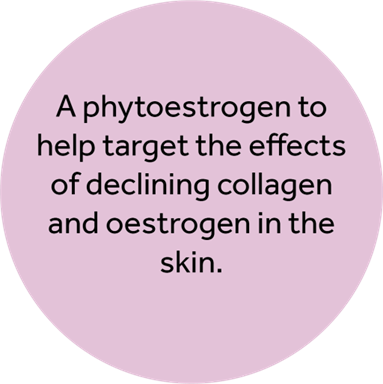 A phytoestrogen to
help target the effects
of declining collagen
and oestrogen in the
skin.